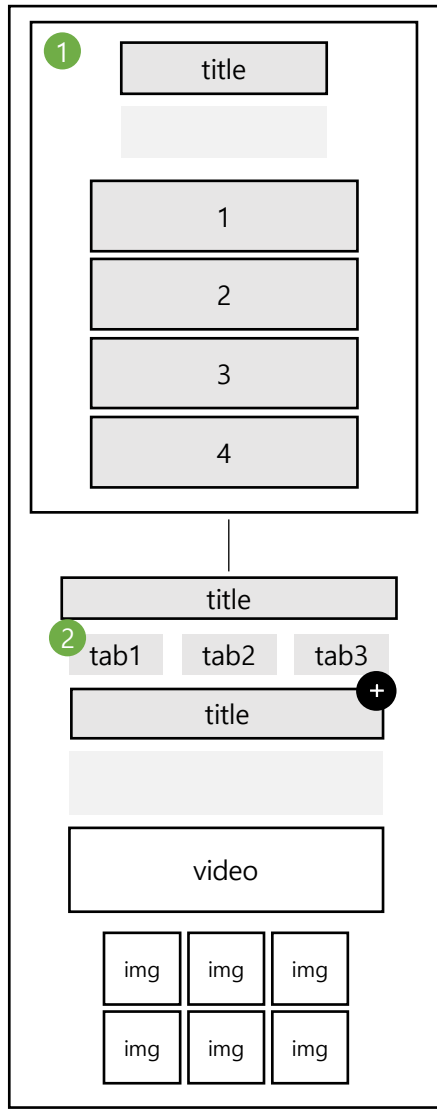 1
title
1
2
3
4
title
2
tab1 tab2 tab3
+
title
video
img img img
img img img